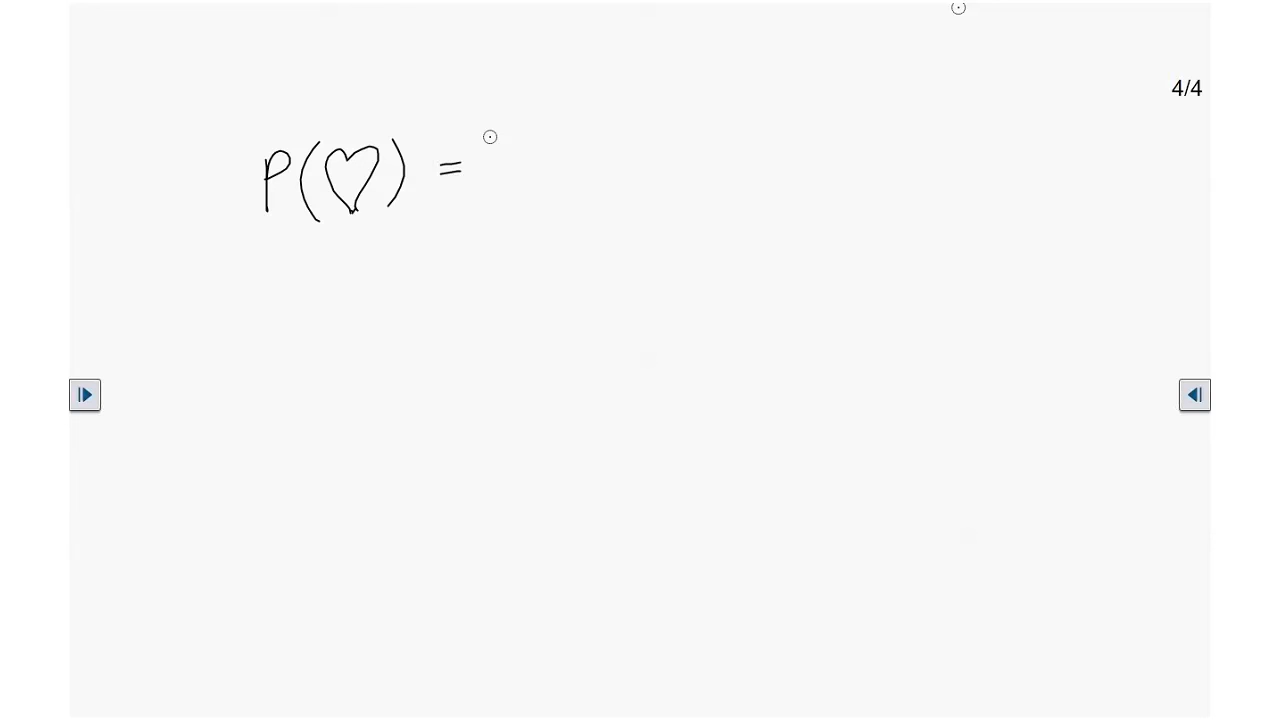 4/4
P(♡) =